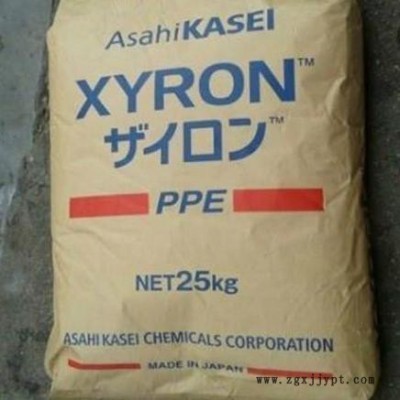 AsahiKASEI
XYRON™
ザイロン™
PPE
NET25kg
ASAHI KASEI CHEMICALS CORPORATION
MADE IN JAPAN
www.zgxjjypt.com